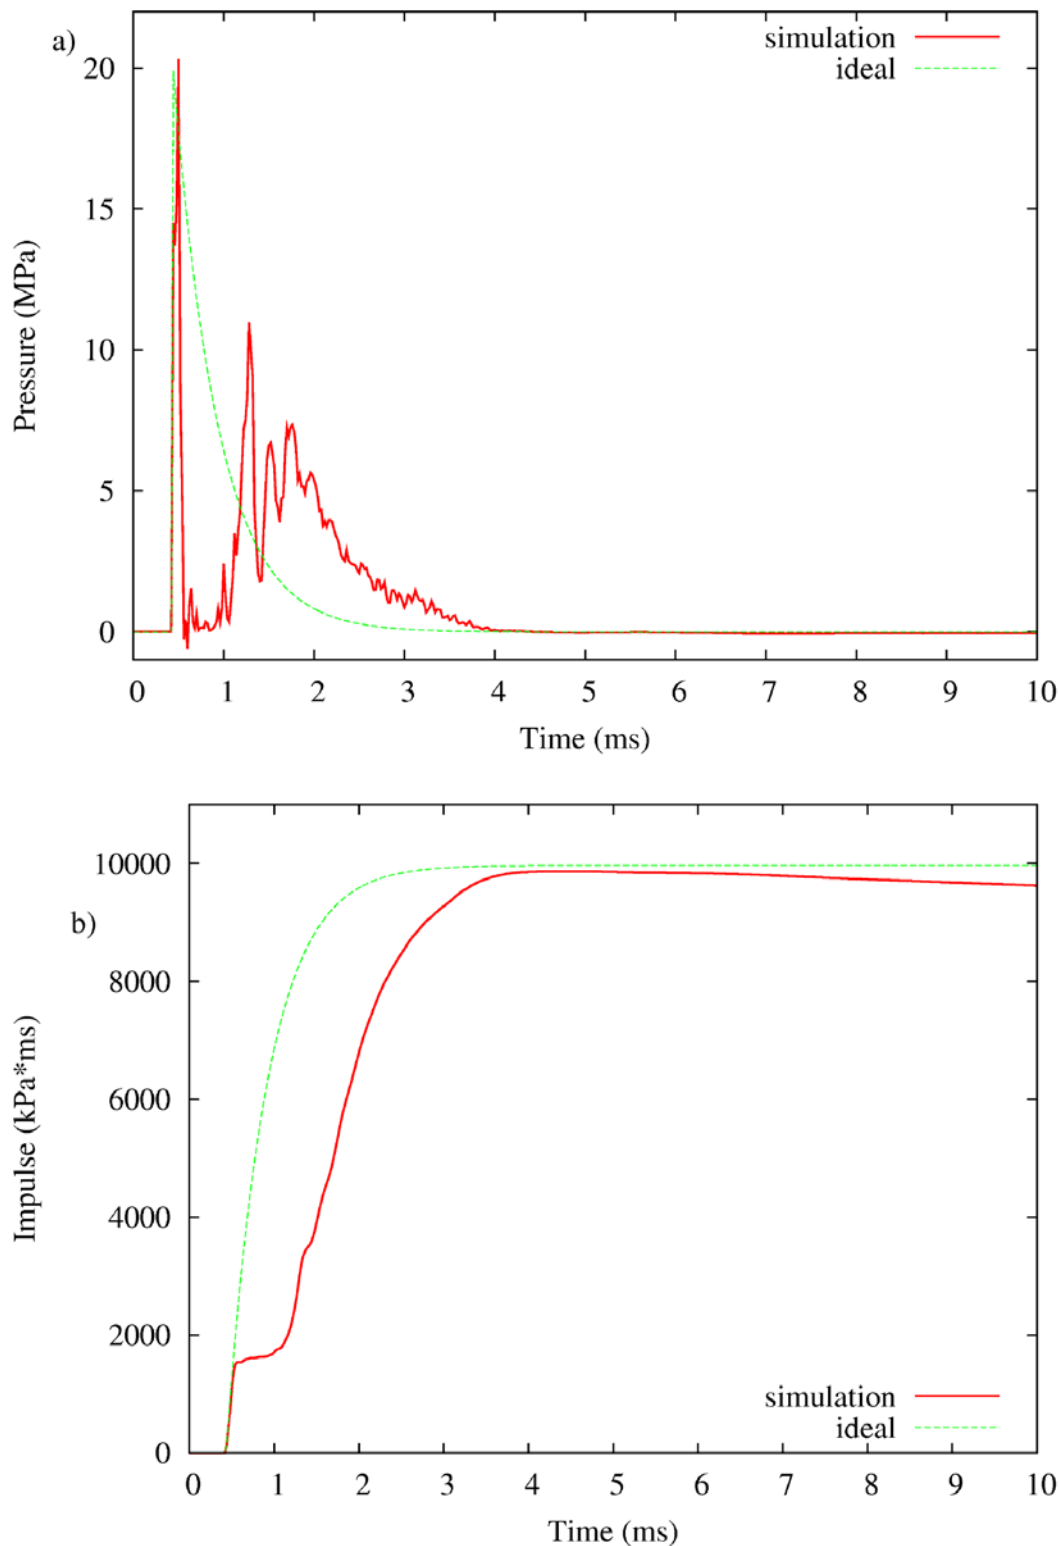 a)
simulation
ideal
20
15
10
5
0
Pressure (MPa)
0 1 2 3 4 5 6 7 8 9 10
Time (ms)
b)
10000
8000
6000
4000
2000
0
Impulse (kPa*ms)
simulation
ideal
0 1 2 3 4 5 6 7 8 9 10
Time (ms)